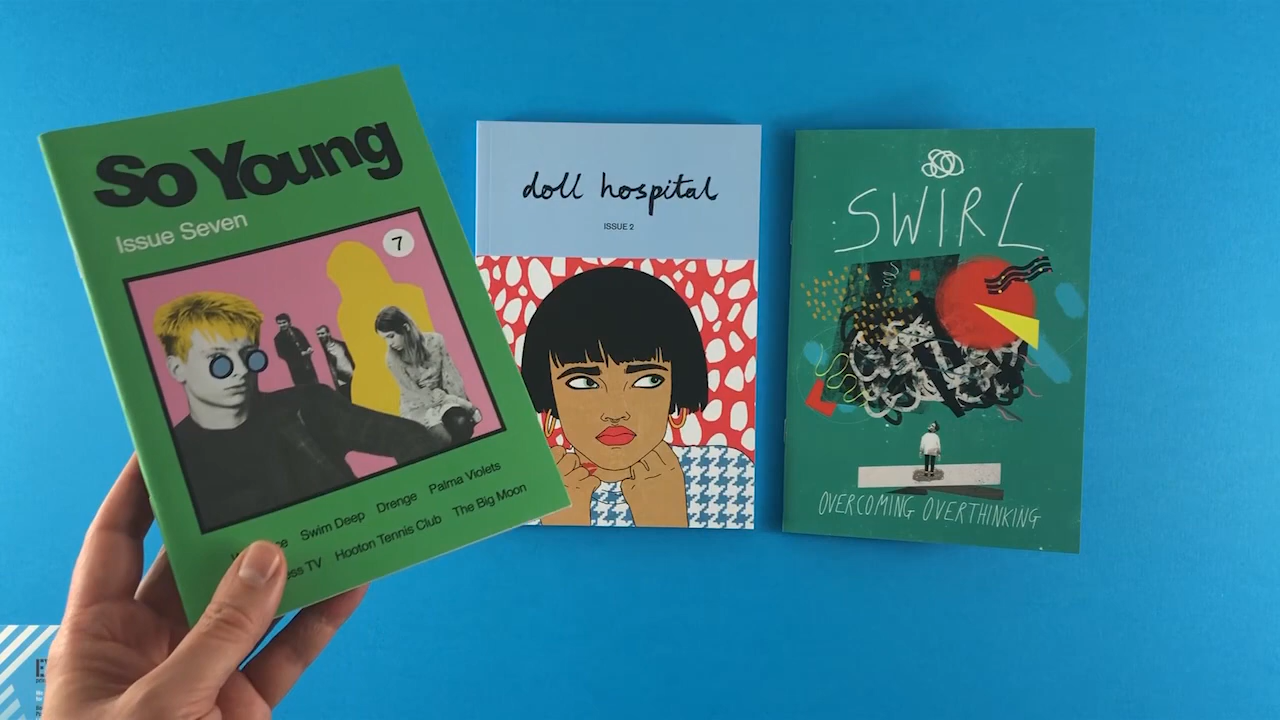 So Young
Issue Seven
7
Swim Deep Drenge Palma Violets
TV Hooton Tennis Club The Big Moon
doll hospital
ISSUE 2
SWIRL
OVERCOMING OVERTHINKING